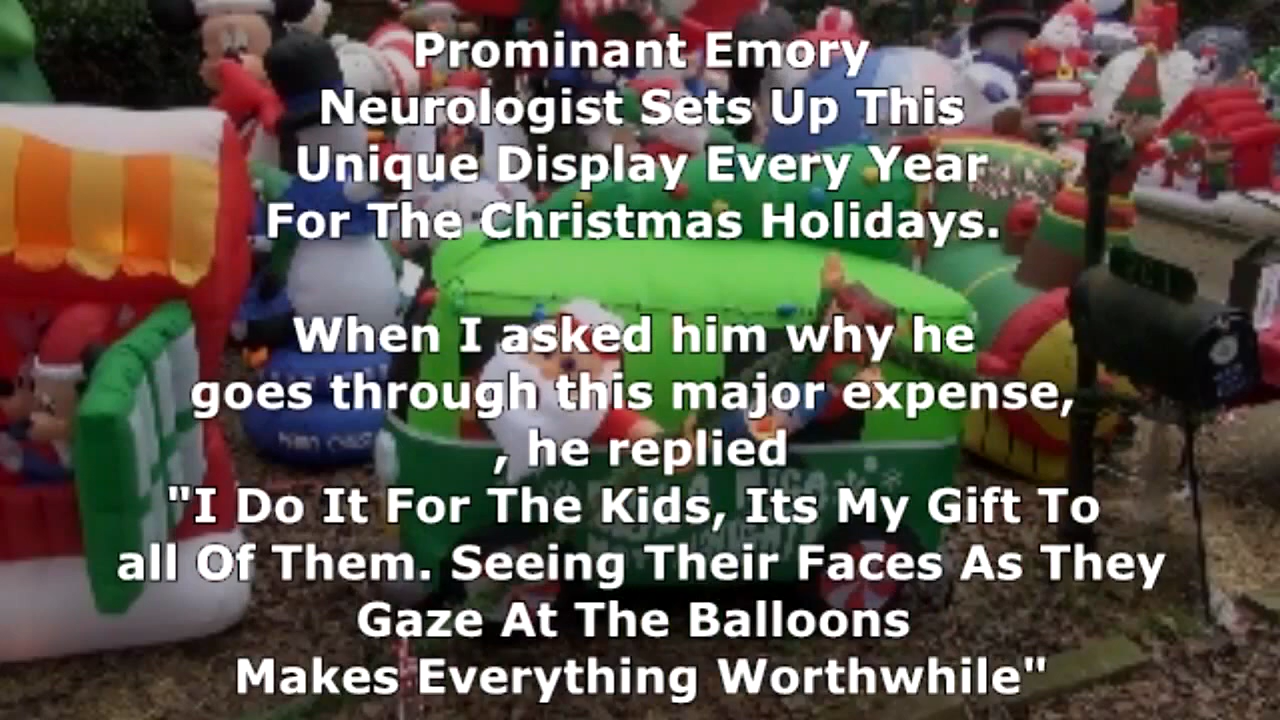 Prominant Emory
Neurologist Sets Up This
Unique Display Every Year
For The Christmas Holidays.
When I asked him why he
goes through this major expense,
, he replied
"I Do It For The Kids, Its My Gift To
all Of Them. Seeing Their Faces As They
Gaze At The Balloons
Makes Everything Worthwhile"